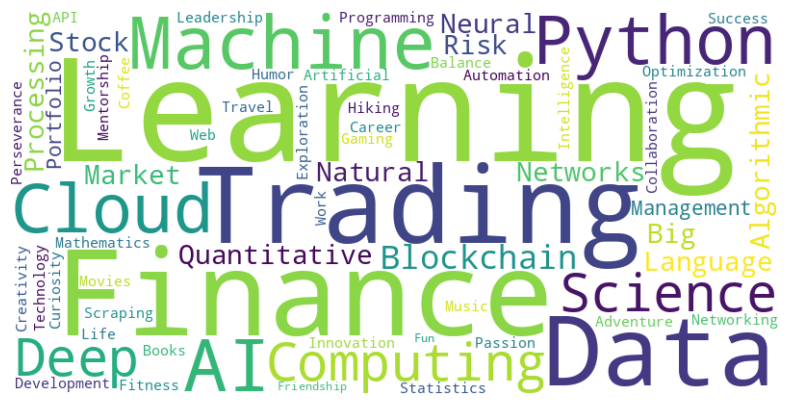 API
Leadership
Programming
Success
Stock
Machine
Neural
Python
Processing
Portfolio
Growth
Mentorship
Coffee
Humor
Artificial
Risk
Balance
Automation
Intelligence
Optimization
Learning
Travel
Hiking
Career
Gaming
Web
Exploration
Collaboration
Algorithmic
Perseverance
Market
Natural
Networks
Cloud
Trading
Work
Management
Mathematics
Quantitative
Blockchain
Big
Language
Creativity
Technology
Curiosity
Movies
Finance
Science
Scraping
Music
Life
Adventure
Networking
Deep
Books
AI
Innovation
Fun
Passion
Computing
Data
Development
Fitness
Friendship
Statistics